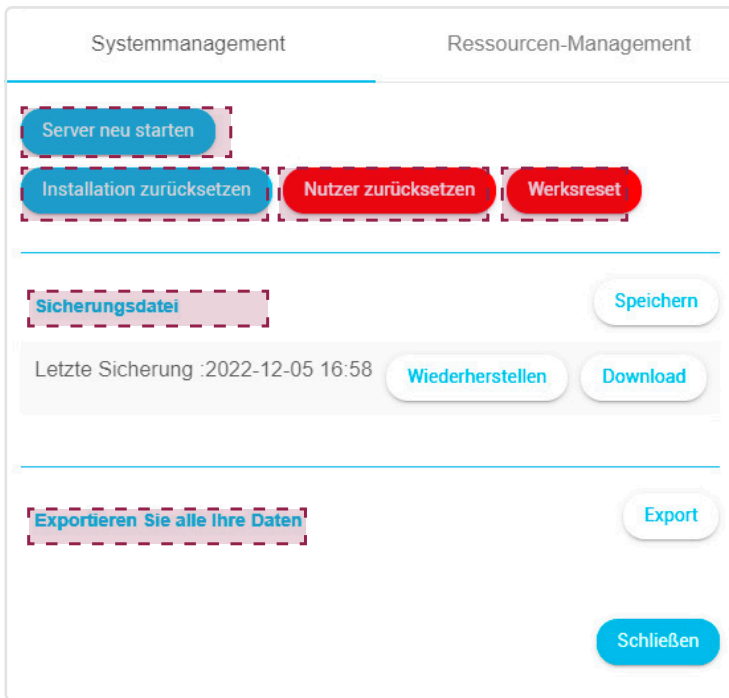 Systemmanagement Ressourcen-Management
Server neu starten
Installation zurücksetzen Nutzer zurücksetzen Werksreset
Sicherungsdatei Speichern
Letzte Sicherung :2022-12-05 16:58 Wiederherstellen Download
Exportieren Sie alle Ihre Daten Export
Schließen